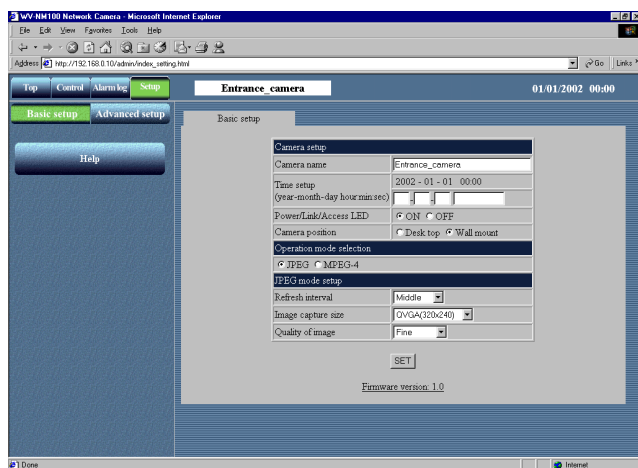 WV-NM100 Network Camera - Microsoft Internet Explorer
File Edit View Favorites Tools Help
Address http://192.168.0.10/admin/index_setting.html Go Links
Top Control Alarm log Setup Entrance_camera 01/01/2002 00:00
Basic setup Advanced setup
Basic setup
Help
Camera setup
Camera name Entrance_camera
Time setup 2002 - 01 - 01 00:00
(year-month-day hour:min:sec) - -
Power/Link/Access LED ON OFF
Camera position Desk top Wall mount
Operation mode selection
JPEG MPEG-4
JPEG mode setup
Refresh interval Middle
Image capture size QVGA(320x240)
Quality of image Fine
SET
Firmware version: 1.0
Done Internet